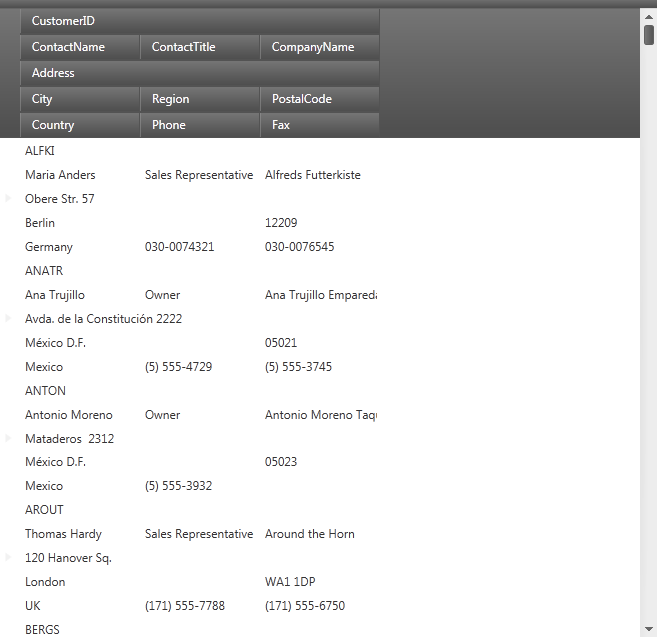 CustomerID
ContactName ContactTitle CompanyName
Address
City Region PostalCode
Country Phone Fax
ALFKI
Maria Anders Sales Representative Alfreds Futterkiste
Obere Str. 57
Berlin 12209
Germany 030-0074321 030-0076545
ANATR
Ana Trujillo Owner Ana Trujillo
Avda. de la Constitución 2222
México D.F. 05021
Mexico (5) 555-4729 (5) 555-3745
ANTON
Antonio Moreno Owner Antonio Moreno
Mataderos 2312
México D.F. 05023
Mexico (5) 555-3932
AROUT
Thomas Hardy Sales Representative Around the Horn
120 Hanover Sq.
London WA1 1DP
UK (171) 555-7788 (171) 555-6750
BERGS